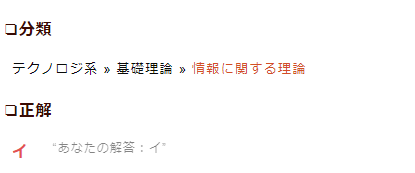 ❏分類
テクノロジ系 » 基礎理論 » 情報に関する理論
❏正解
イ “あなたの解答：イ”